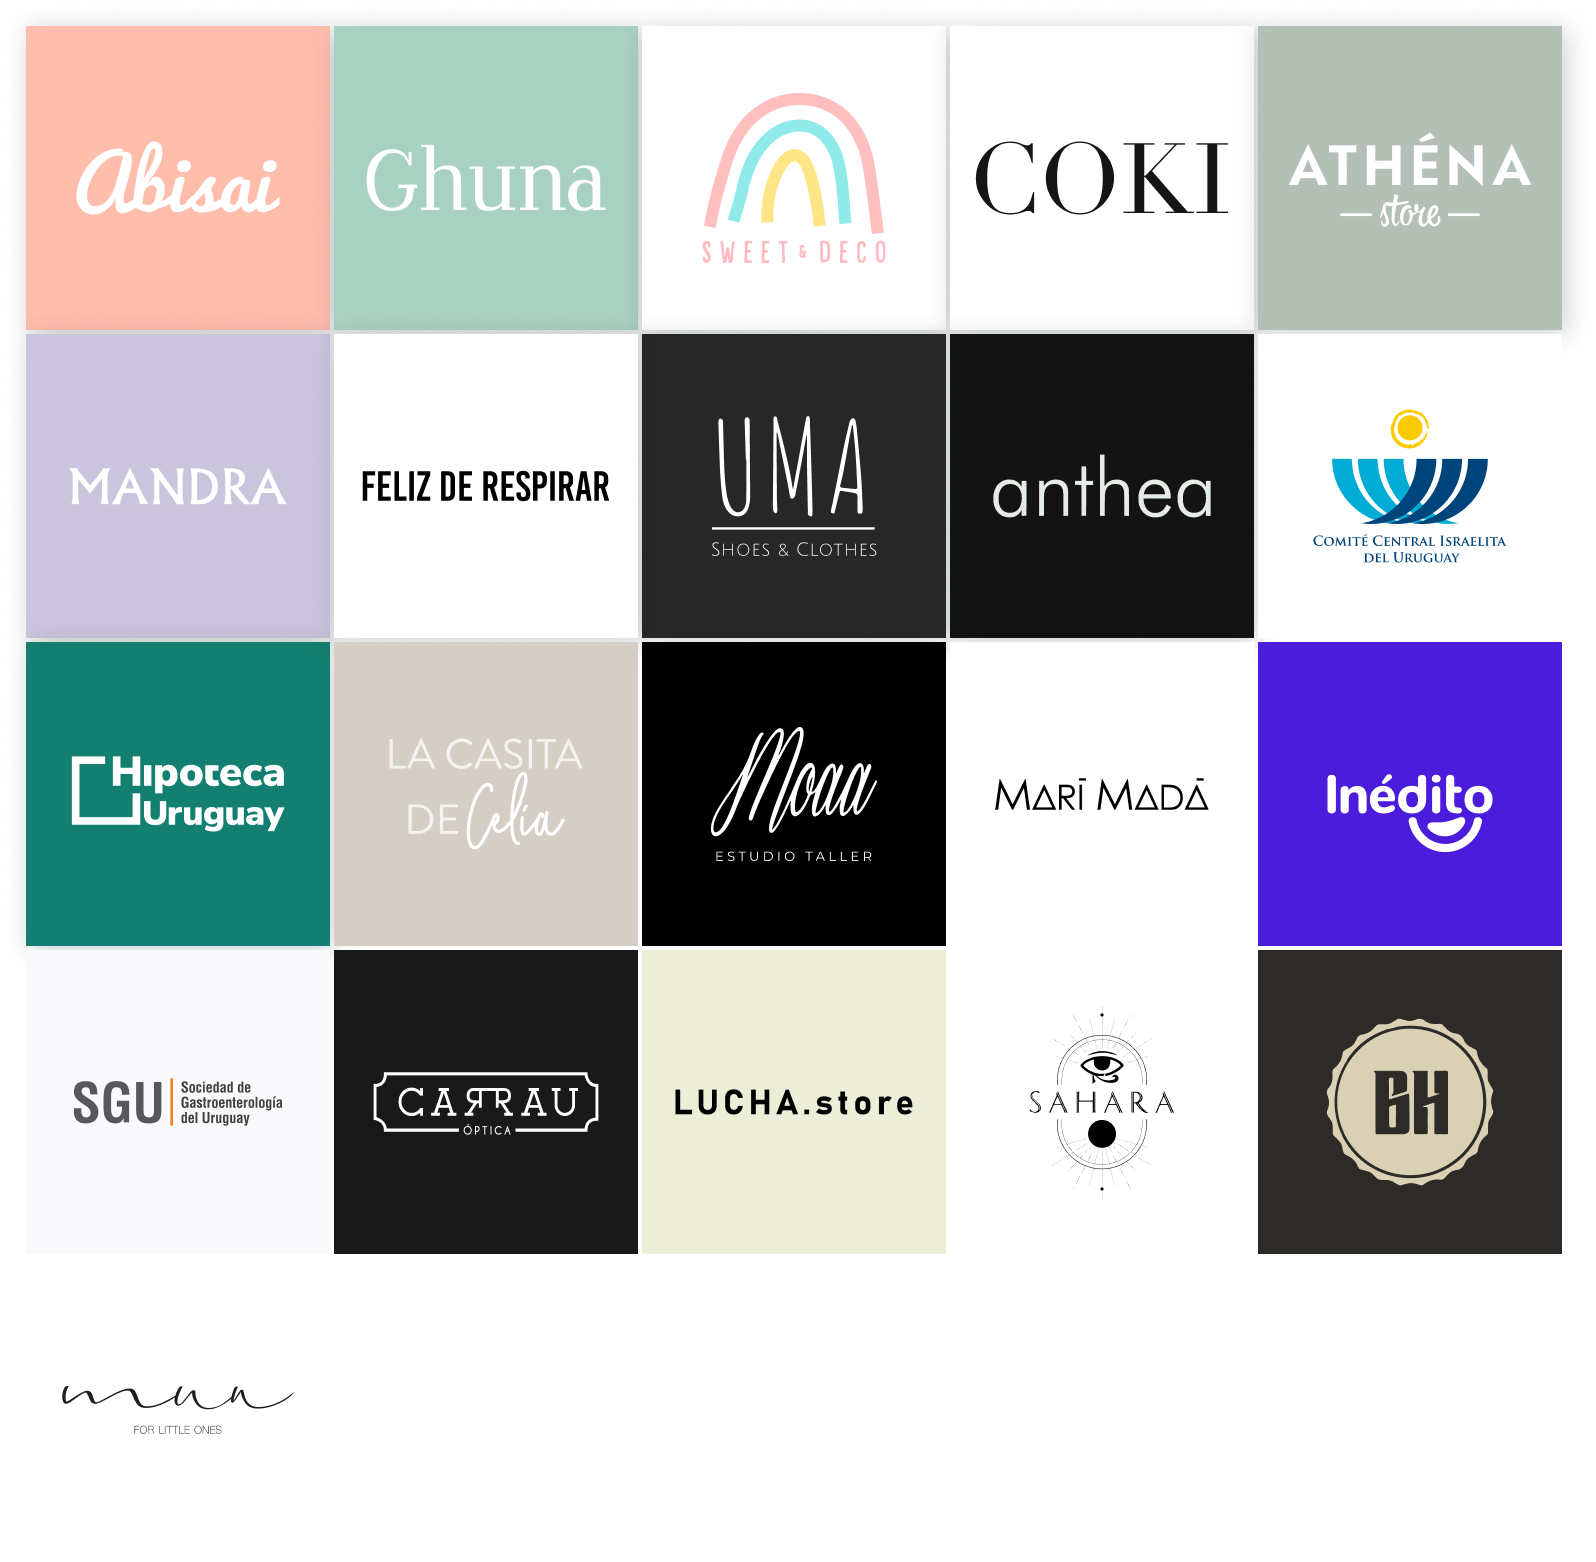 Abisai
Ghuna
SWEET & DECO
COKI
ATHÉNA
store
MANDRA
FELIZ DE RESPIRAR
UMA
SHOES & CLOTHES
anthea
COMITÉ CENTRAL ISRAELITA
DEL URUGUAY
Hipoteca
Uruguay
LA CASITA
DE Celia
Moaa
ESTUDIO TALLER
MARĪ MADĀ
Inédito
SGU
Sociedad de
Gastroenterología
del Uruguay
CARRAU
ÓPTICA
LUCHA.store
SAHARA
BH
FOR LITTLE ONES